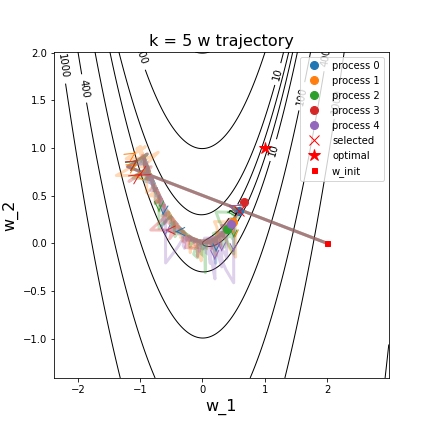 k = 5 w trajectory
w_2
2.0
1.5
1.0
0.5
0.0
−0.5
−1.0
−2
−1
0
1
2
w_1
1000
400
10
10
process 0
process 1
process 2
process 3
process 4
selected
optimal
w_init